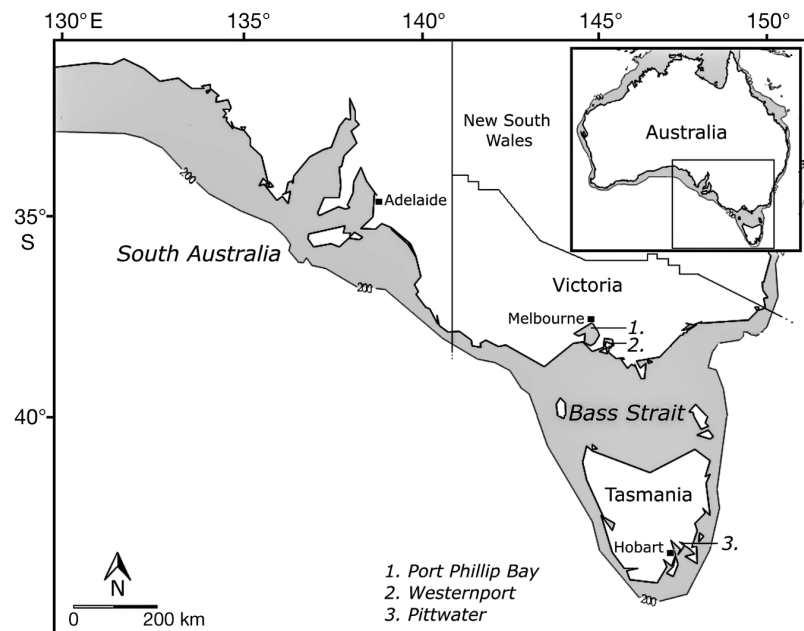 130° E
135°
140°
145°
150°
New South
Wales
Australia
200
Adelaide
35°
S
South Australia
200
Victoria
Melbourne
1.
2.
40°
Bass Strait
Tasmania
Hobart
3.
200
N
0
200 km
1. Port Phillip Bay
2. Westernport
3. Pittwater